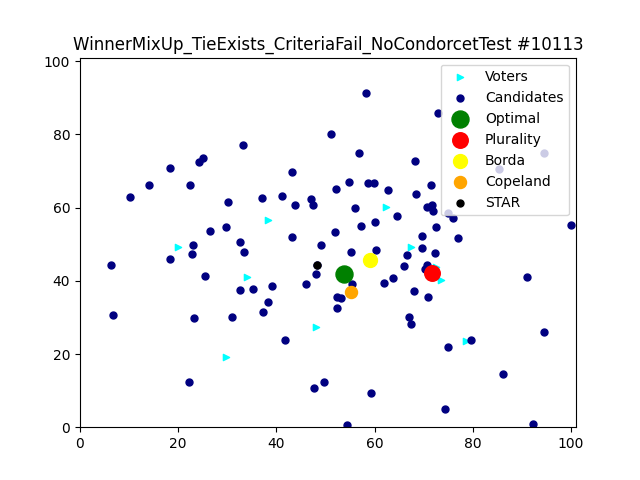 WinnerMixUp_TieExists_CriteriaFail_NoCondorcetTest #10113
100
80
60
40
20
0
0 20 40 60 80 100
Voters
Candidates
Optimal
Plurality
Borda
Copeland
STAR